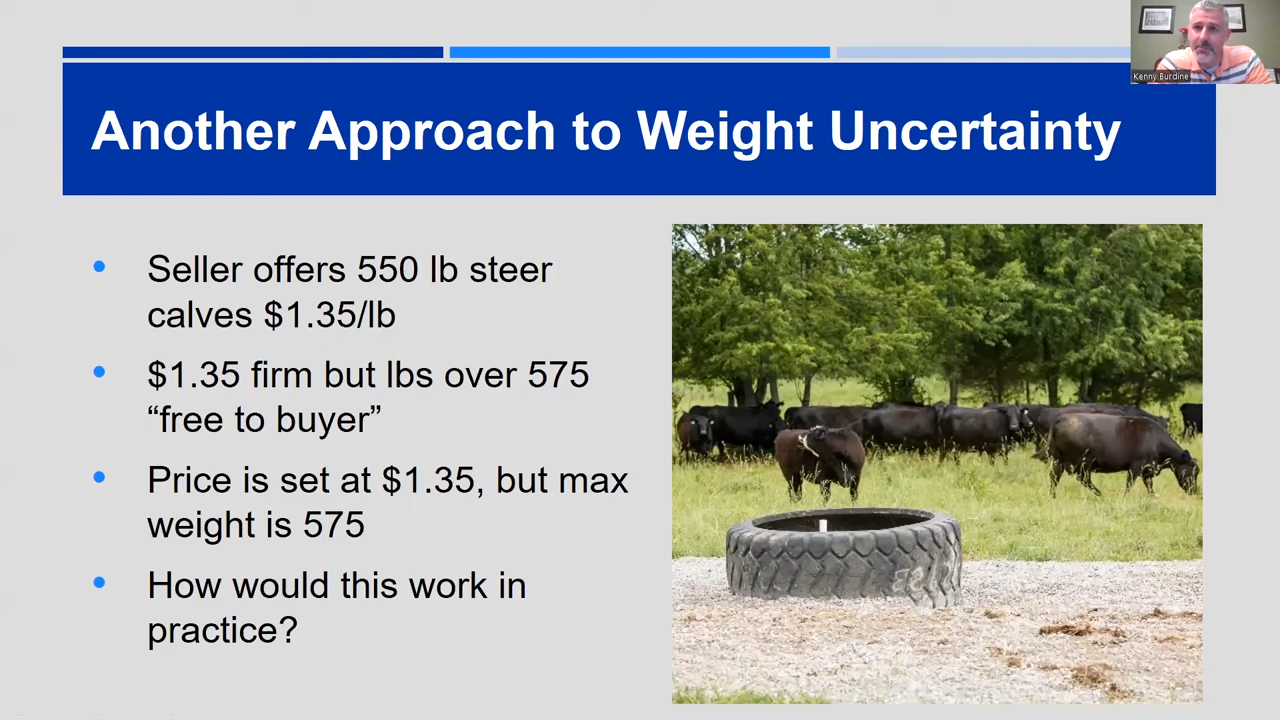 Another Approach to Weight Uncertainty
Kenny Burdine
Seller offers 550 lb steer
calves $1.35/lb
$1.35 firm but lbs over 575
“free to buyer”
Price is set at $1.35, but max
weight is 575
How would this work in
practice?